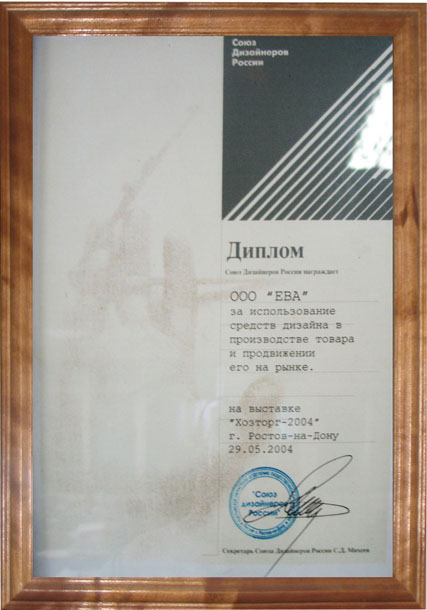 Союз
Дизайнеров
России
Диплом
Союз Дизайнеров России награждает
ООО "ЕВА"
за использование
средств дизайна в
производстве товара
и продвижении
его на рынке.
на выставке
"Хозторг-2004"
г. Ростов-на-Дону
29.05.2004
"Союз
дизайнеров
России"
Секретарь Союза Дизайнеров России С.Д. Михеев